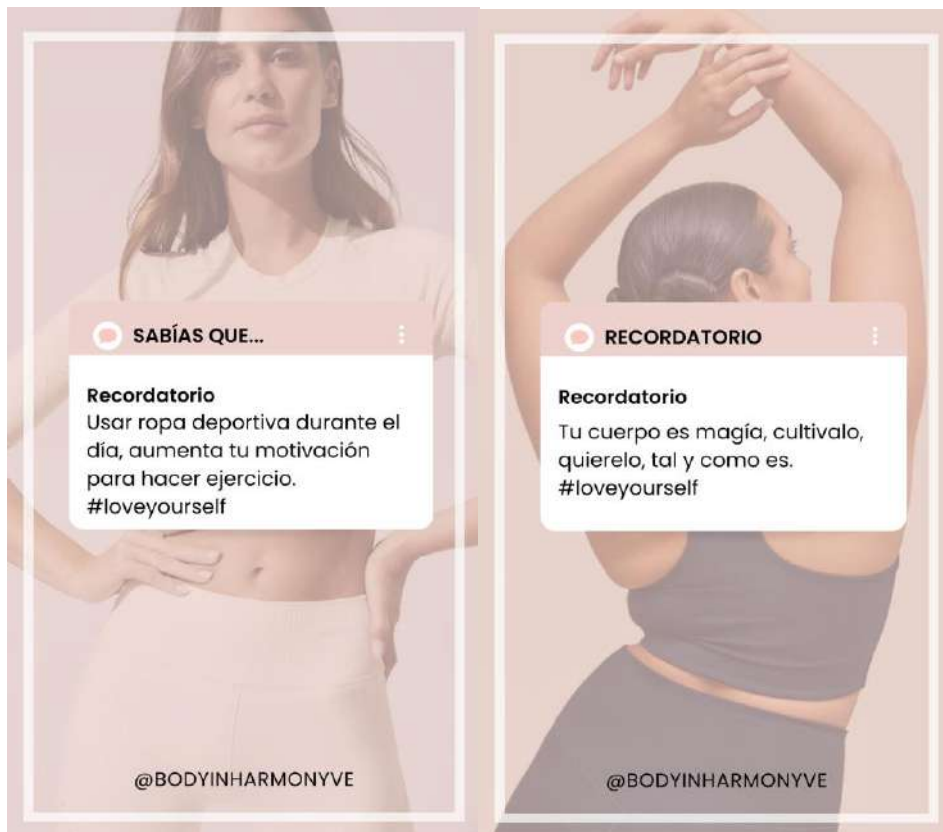 SABÍAS QUE...
Recordatorio
Usar ropa deportiva durante el
día, aumenta tu motivación
para hacer ejercicio.
#loveyourself
@BODYINHARMONYVE
RECORDATORIO
Recordatorio
Tu cuerpo es magía, cultivalo,
quierelo, tal y como es.
#loveyourself
@BODYINHARMONYVE